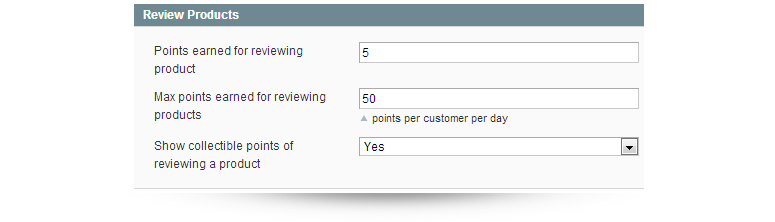 Review Products
Points earned for reviewing
product
5
Max points earned for reviewing
products
50
points per customer per day
Show collectible points of
reviewing a product
Yes